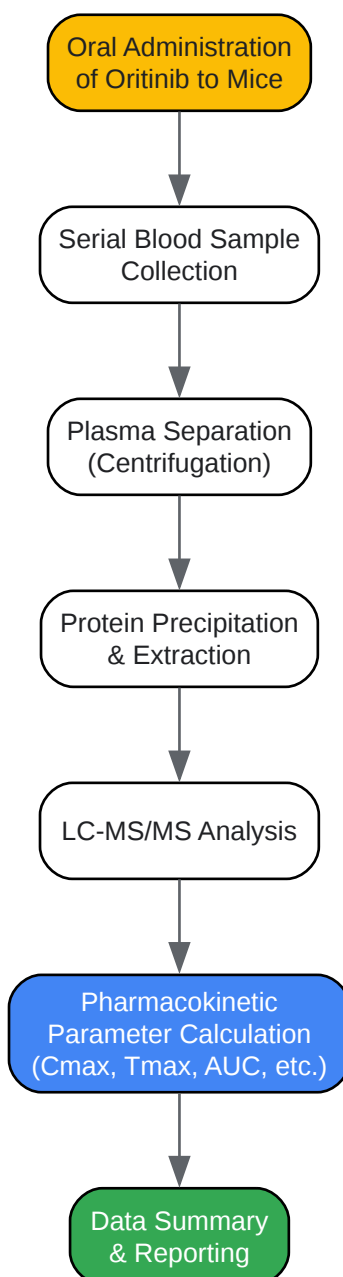 Oral Administration
of Oritinib to Mice
Serial Blood Sample
Collection
Plasma Separation
(Centrifugation)
Protein Precipitation
& Extraction
LC-MS/MS Analysis
Pharmacokinetic
Parameter Calculation
(Cmax, Tmax, AUC, etc.)
Data Summary
& Reporting